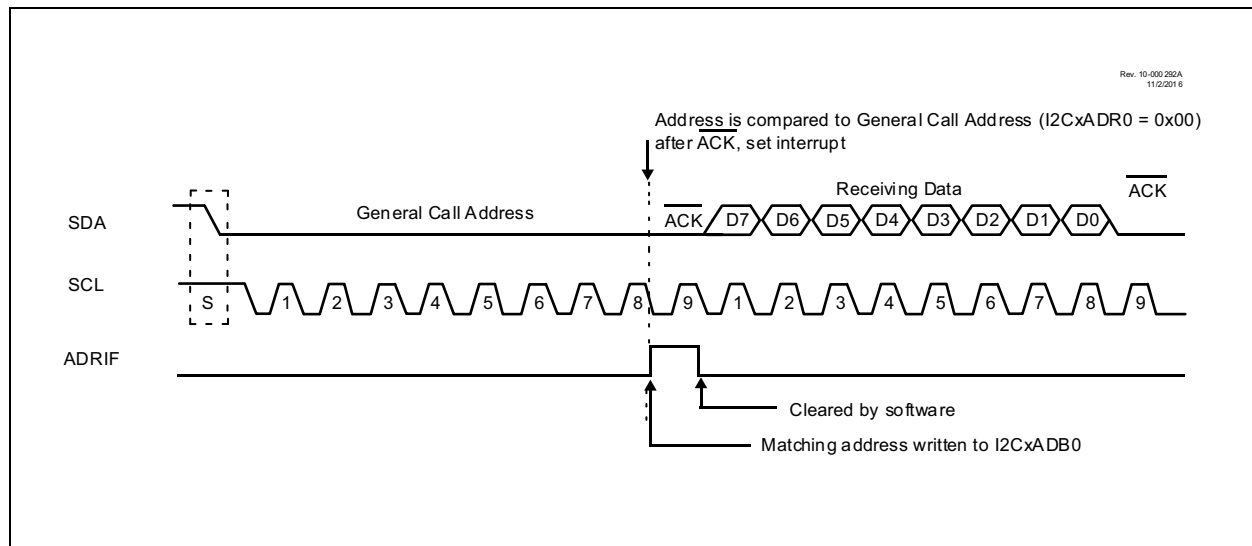 Rev. 10-000 292A
11/2/201 6
Address is compared to General Call Address (I2CxADR0 = 0x00)
after ACK, set interrupt
SDA
General Call Address
ACK
Receiving Data
D7 D6 D5 D4 D3 D2 D1 D0
ACK
SCL
S 1 2 3 4 5 6 7 8 9 1 2 3 4 5 6 7 8 9
ADRIF
Cleared by software
Matching address written to I2CxADB0